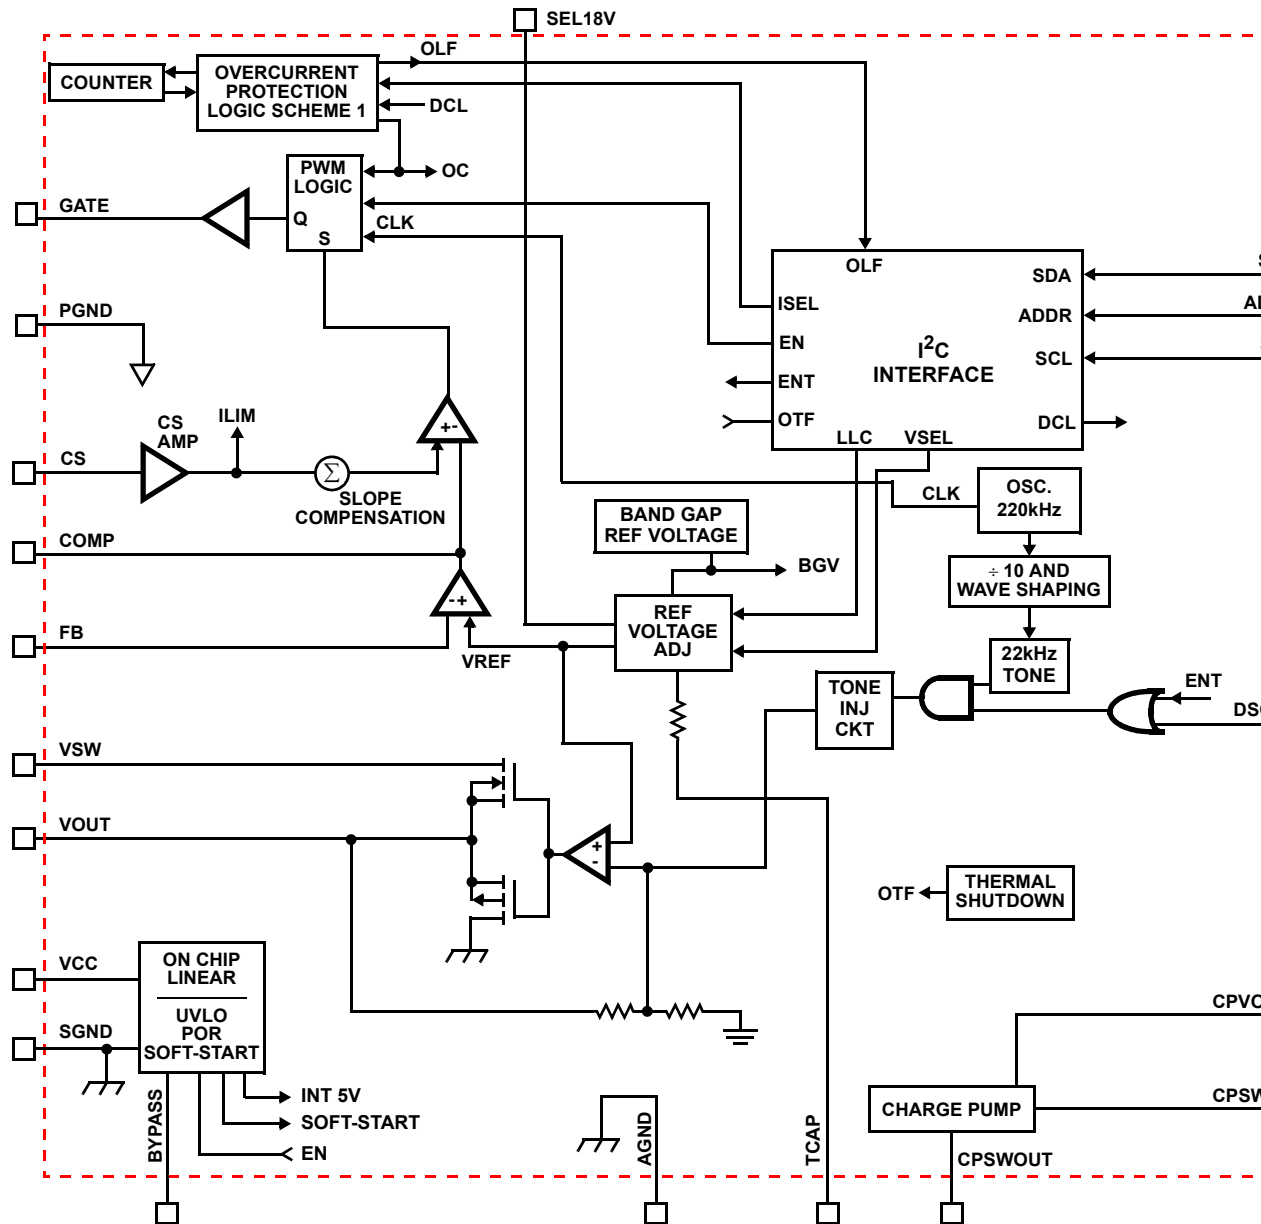 SEL18V
OLF
COUNTER
OVERCURRENT
PROTECTION
LOGIC SCHEME 1
DCL
PWM
LOGIC
OC
GATE
Q
CLK
S
OLF
SDA
PGND
ISEL
ADDR
EN
I²C
INTERFACE
SCL
ENT
CS
AMP
ILIM
+-
OTF
DCL
LLC
VSEL
CS
Σ
SLOPE
COMPENSATION
CLK
OSC.
220kHz
BAND GAP
REF VOLTAGE
COMP
BGV
÷ 10 AND
WAVE SHAPING
-+
REF
VOLTAGE
ADJ
FB
VREF
22kHz
TONE
TONE
INJ
CKT
ENT
VSW
VOUT
+
-
OTF
THERMAL
SHUTDOWN
VCC
ON CHIP
LINEAR
UVLO
POR
SOFT-START
SGND
INT 5V
SOFT-START
EN
BYPASS
AGND
TCAP
CHARGE PUMP
CPSWOUT